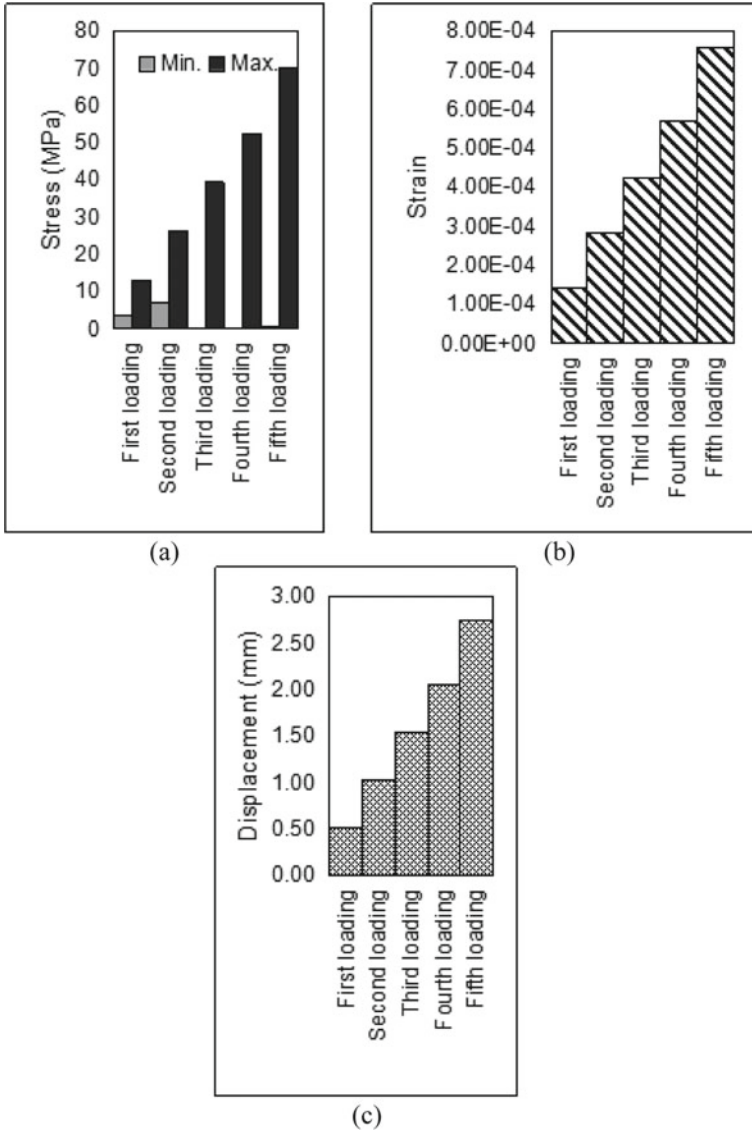 80
70
60
50
40
30
20
10
0
Stress (MPa)
Min. Max.
First loading
Second loading
Third loading
Fourth loading
Fifth loading
(a)
8.00E-04
7.00E-04
6.00E-04
5.00E-04
4.00E-04
3.00E-04
2.00E-04
1.00E-04
0.00E+00
Strain
First loading
Second loading
Third loading
Fourth loading
Fifth loading
(b)
3.00
2.50
2.00
1.50
1.00
0.50
0.00
Displacement (mm)
First loading
Second loading
Third loading
Fourth loading
Fifth loading
(c)